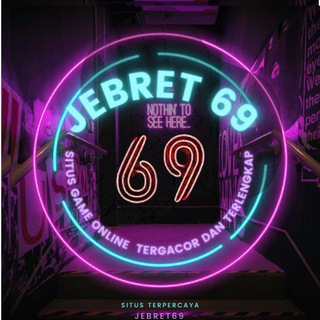 JEBRET 69
NOTHIN' TO
SEE HERE..
69
SITUS GAME ONLINE TERGACOR DAN TERLENGKAP
SITUS TERPERCAYA
JEBRET69